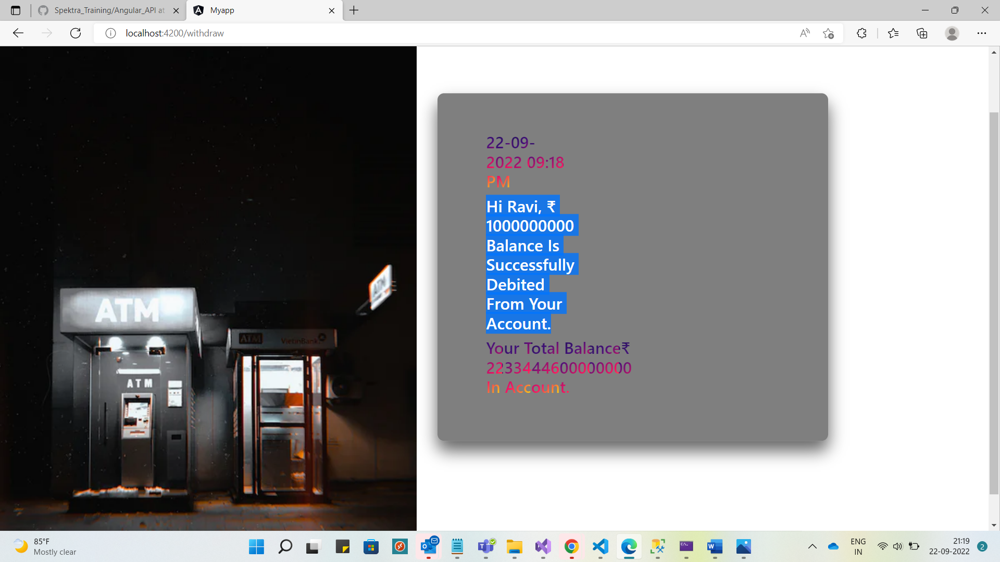 Spektra_Training/Angular_API at
Myapp
localhost:4200/withdraw
22-09-
2022 09:18
PM
Hi Ravi, ₹
1000000000
Balance Is
Successfully
Debited
From Your
Account.
Your Total Balance₹
2233444600000000
In Account.
ATM
ATM
ATM
VietinBank
ATM
85°F
Mostly clear
ENG
IN
21:19
22-09-2022
2